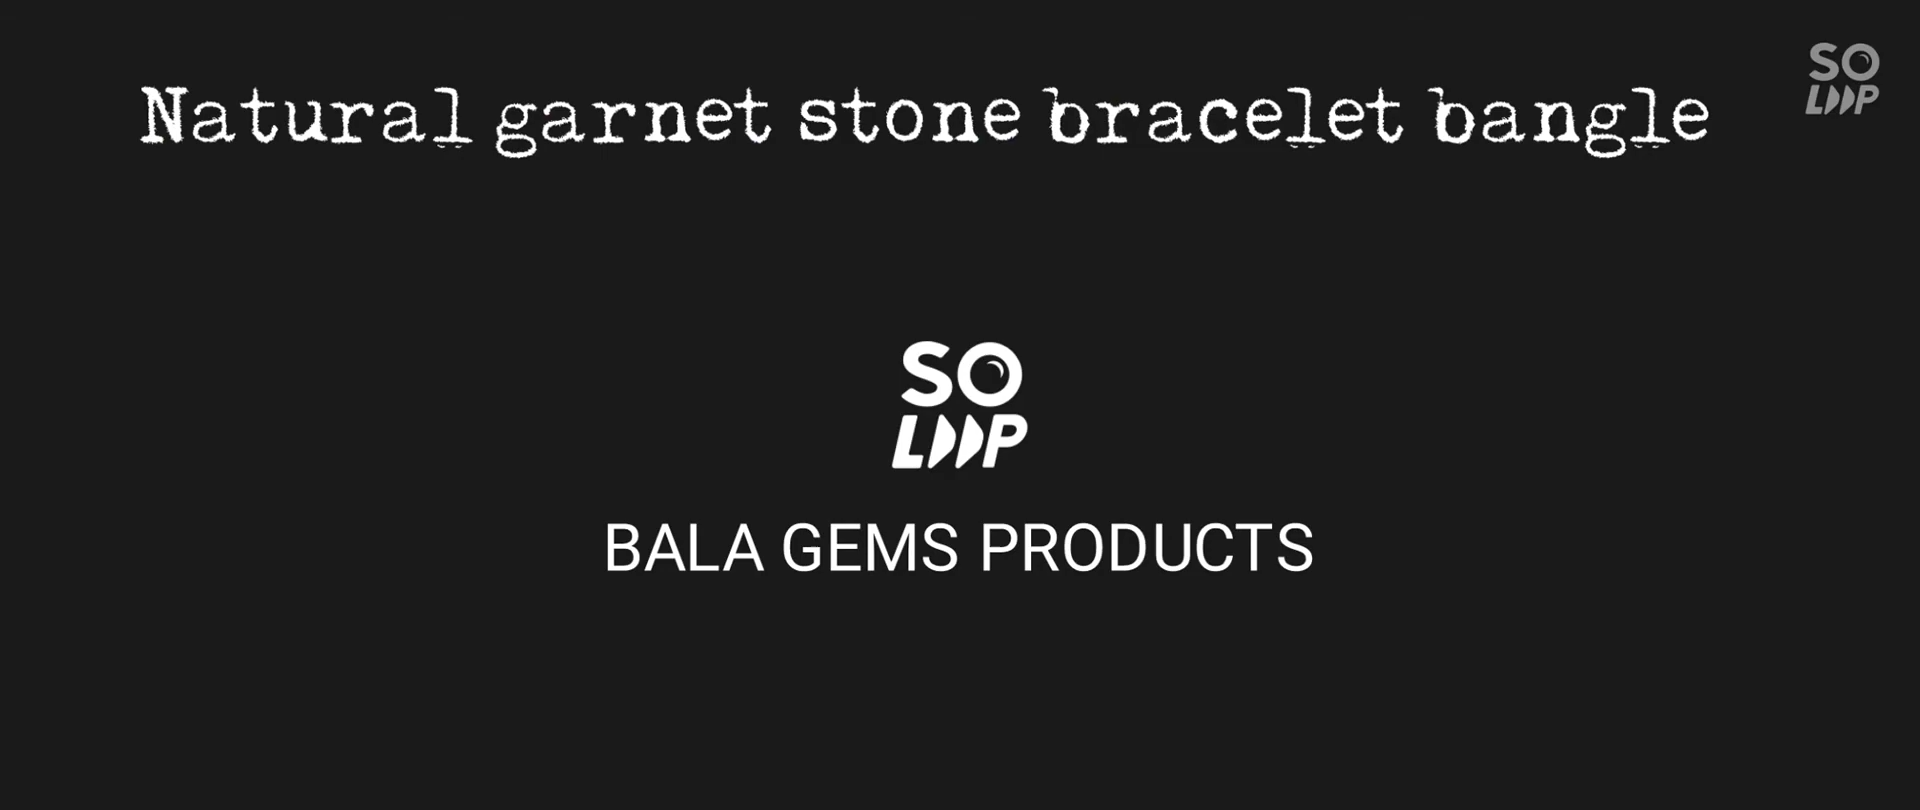 Natural garnet stone bracelet bangle
SO
LOOP
SO
LOOP
BALA GEMS PRODUCTS